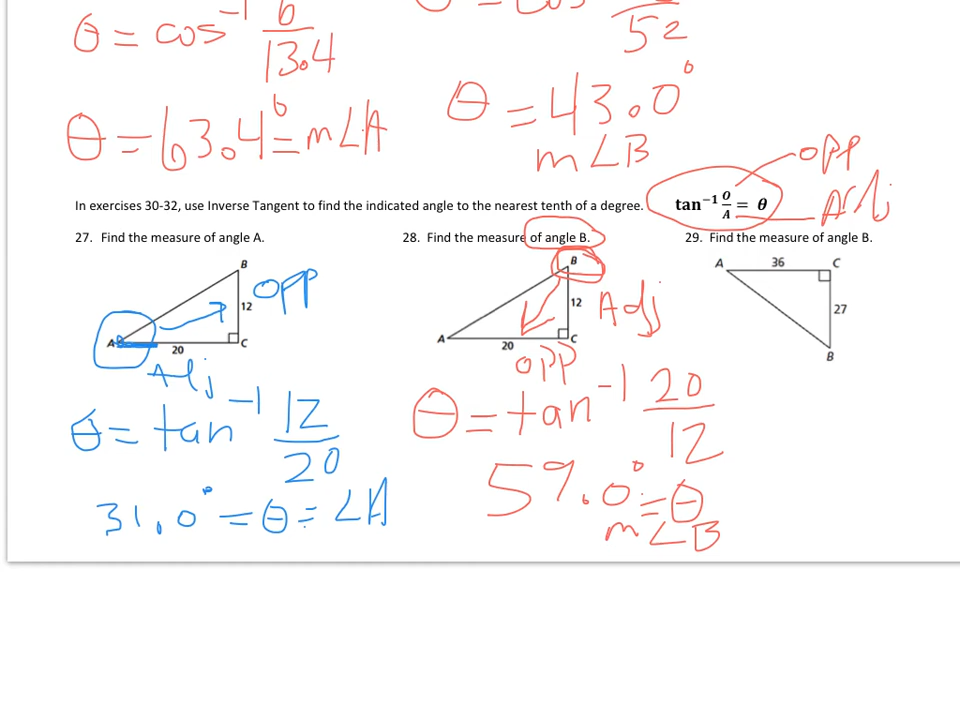 θ = cos⁻¹ 6/13.4
52
θ = 63.4° = m∠A
θ = 43.0°
m∠B
opp
Adj
In exercises 30-32, use Inverse Tangent to find the indicated angle to the nearest tenth of a degree. tan⁻¹ O/A = θ
27. Find the measure of angle A.
28. Find the measure of angle B.
29. Find the measure of angle B.
B
12
opp
A
20
C
Adj
θ = tan⁻¹ 12/20
31.0° = θ = ∠A
B
12
Adj
A
20
C
opp
θ = tan⁻¹ 20/12
59.0° = θ
m∠B
A
36
C
27
B